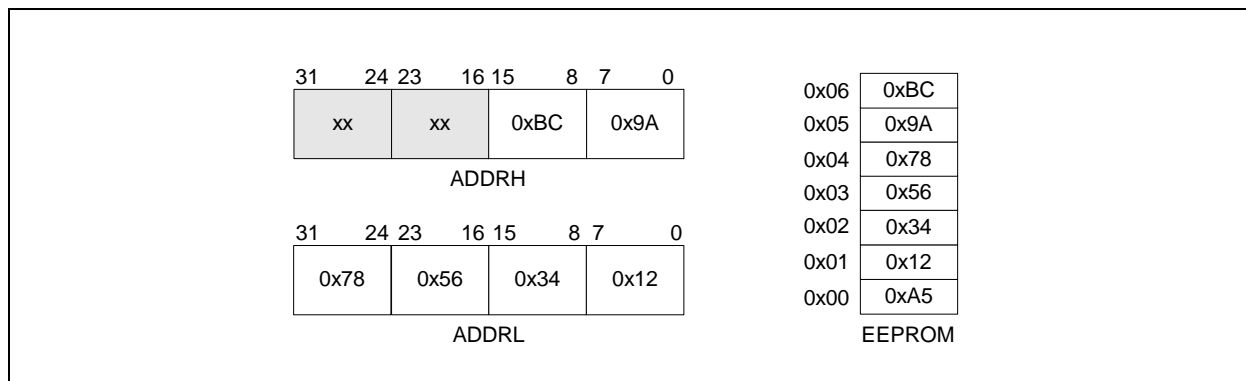 31 24 23 16 15 8 7 0
xx xx 0xBC 0x9A
ADDRH
31 24 23 16 15 8 7 0
0x78 0x56 0x34 0x12
ADDRL
0x06 0xBC
0x05 0x9A
0x04 0x78
0x03 0x56
0x02 0x34
0x01 0x12
0x00 0xA5
EEPROM